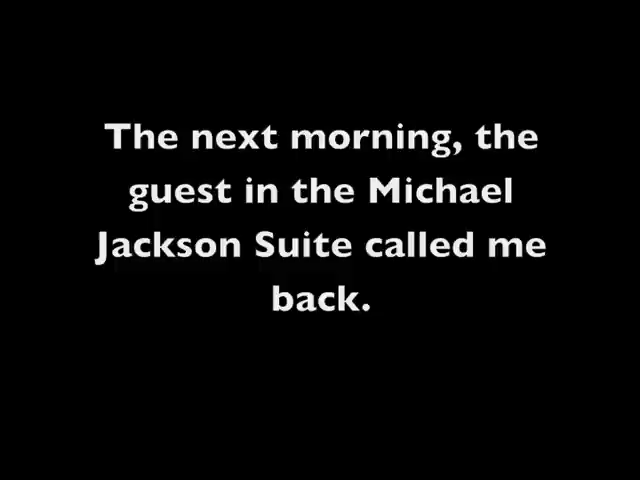 The next morning, the
guest in the Michael
Jackson Suite called me
back.